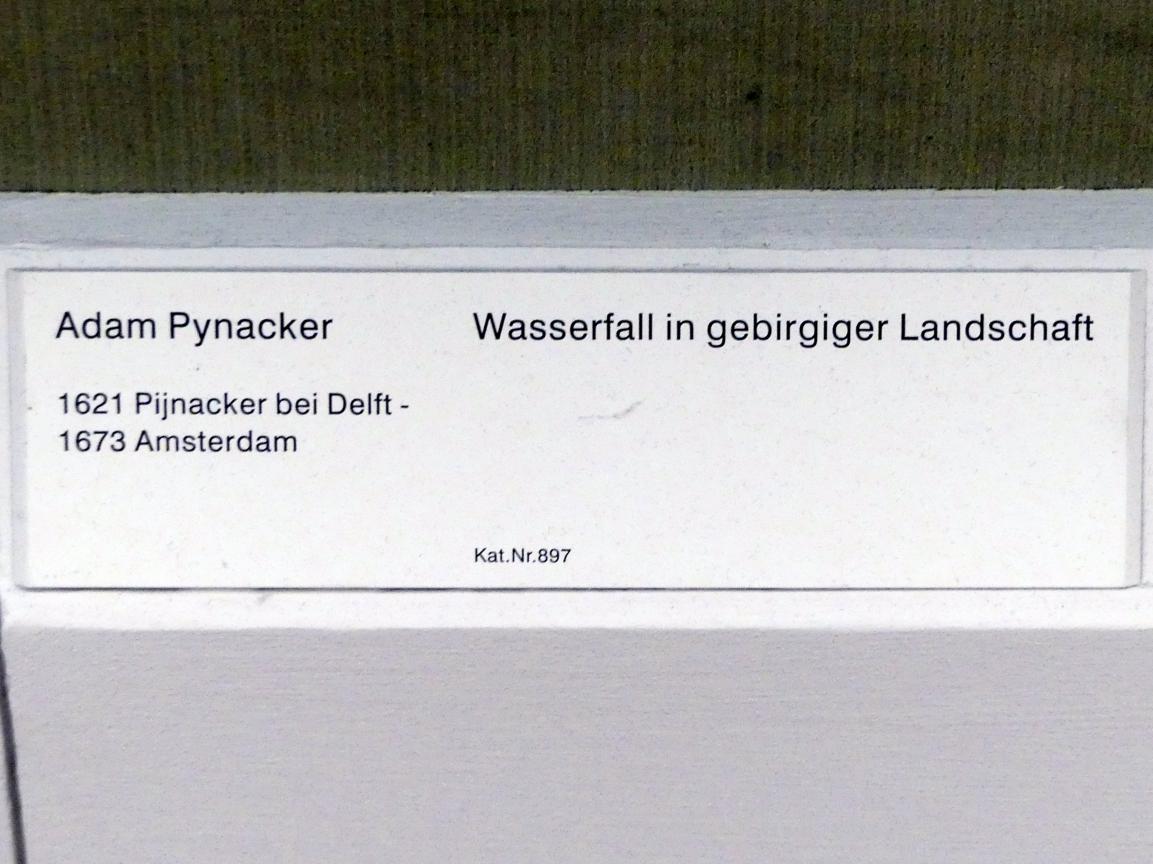 Adam Pynacker
1621 Pijnacker bei Delft -
1673 Amsterdam
Wasserfall in gebirgiger Landschaft
Kat.Nr.897